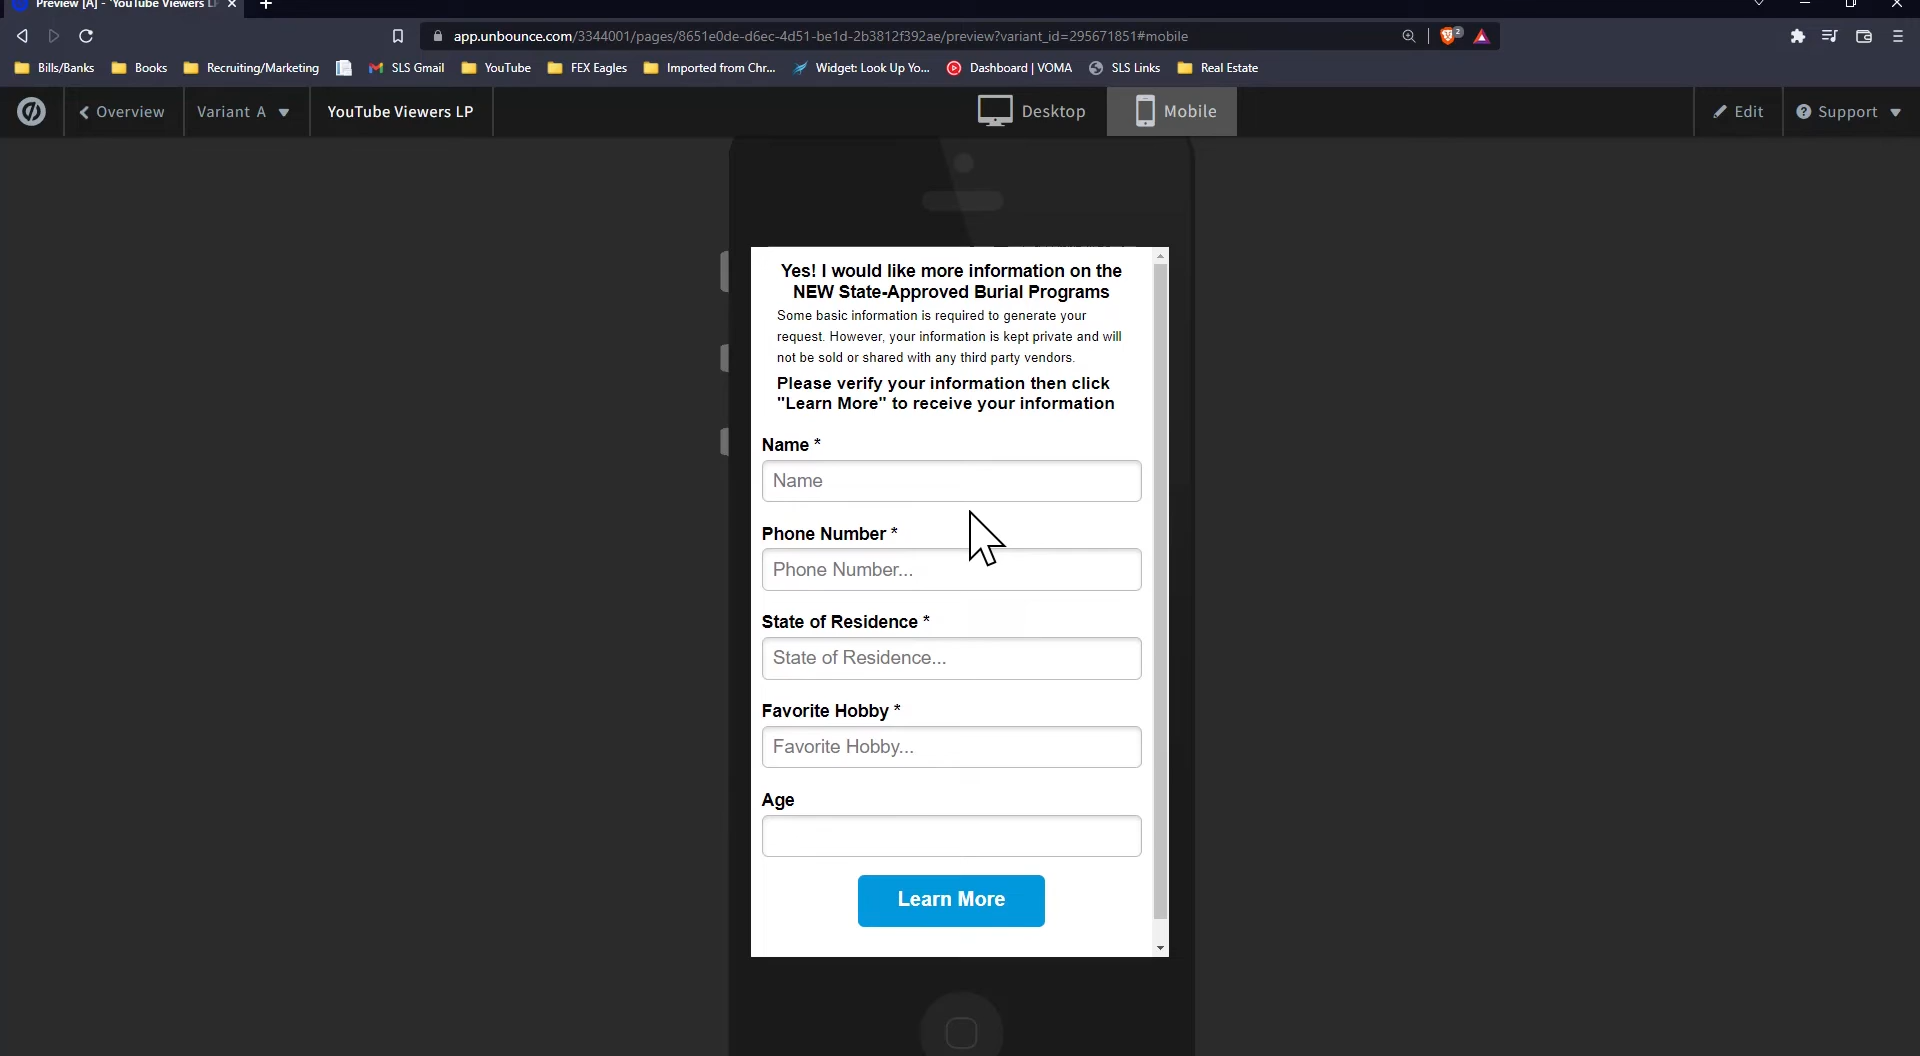 Preview [A] - 'YouTube Viewers LP
app.unbounce.com/3344001/pages/8651e0de-d6ec-4d51-be1d-2b3812f392ae/preview?variant_id=295671851#mobile
2
Bills/Banks Books Recruiting/Marketing SLS Gmail YouTube FEX Eagles Imported from Chr... Widget: Look Up Yo... Dashboard | VOMA SLS Links Real Estate
Overview Variant A YouTube Viewers LP Desktop Mobile Edit Support
Yes! I would like more information on the
NEW State-Approved Burial Programs
Some basic information is required to generate your
request. However, your information is kept private and will
not be sold or shared with any third party vendors.
Please verify your information then click
"Learn More" to receive your information
Name *
Name
Phone Number *
Phone Number...
State of Residence *
State of Residence...
Favorite Hobby *
Favorite Hobby...
Age
Learn More